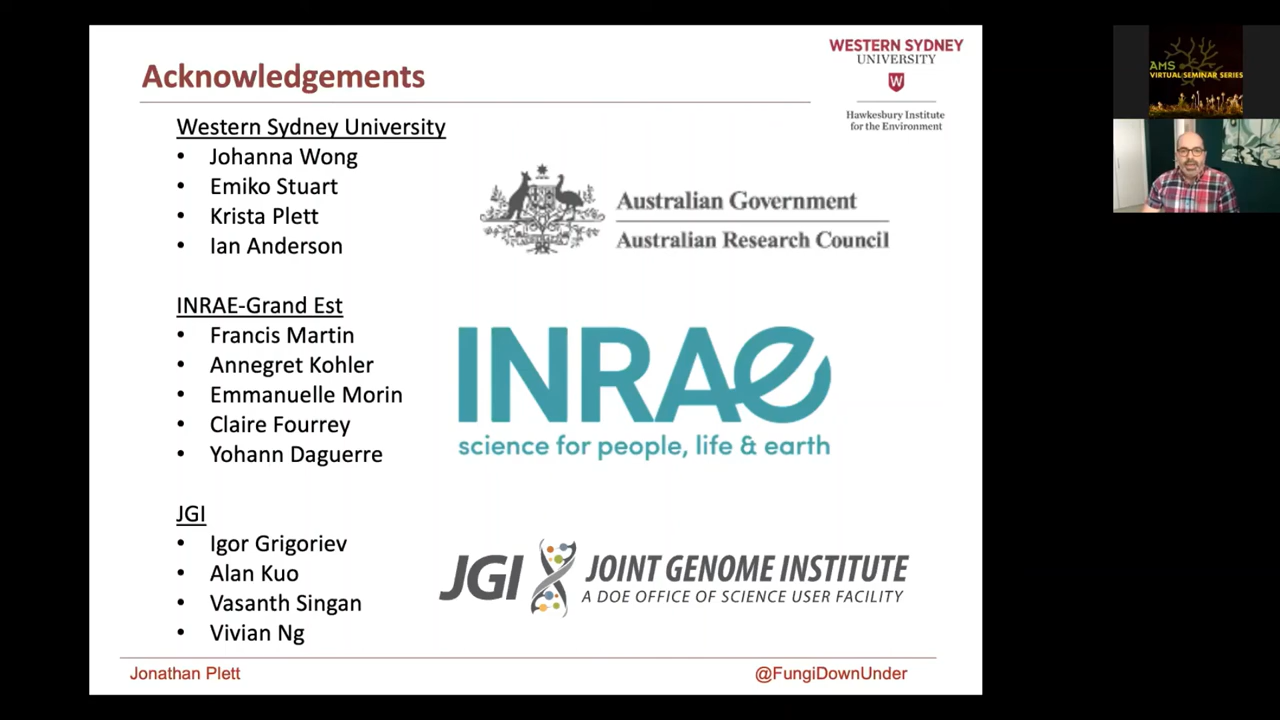 Acknowledgements
WESTERN SYDNEY
UNIVERSITY
W
Hawkesbury Institute
for the Environment
Western Sydney University
• Johanna Wong
• Emiko Stuart
• Krista Plett
• Ian Anderson
Australian Government
Australian Research Council
INRAE-Grand Est
• Francis Martin
• Annegret Kohler
• Emmanuelle Morin
• Claire Fourrey
• Yohann Daguerre
INRAE
science for people, life & earth
JGI
• Igor Grigoriev
• Alan Kuo
• Vasanth Singan
• Vivian Ng
JGI JOINT GENOME INSTITUTE
A DOE OFFICE OF SCIENCE USER FACILITY
Jonathan Plett
@FungiDownUnder
AMS
VIRTUAL SEMINAR SERIES